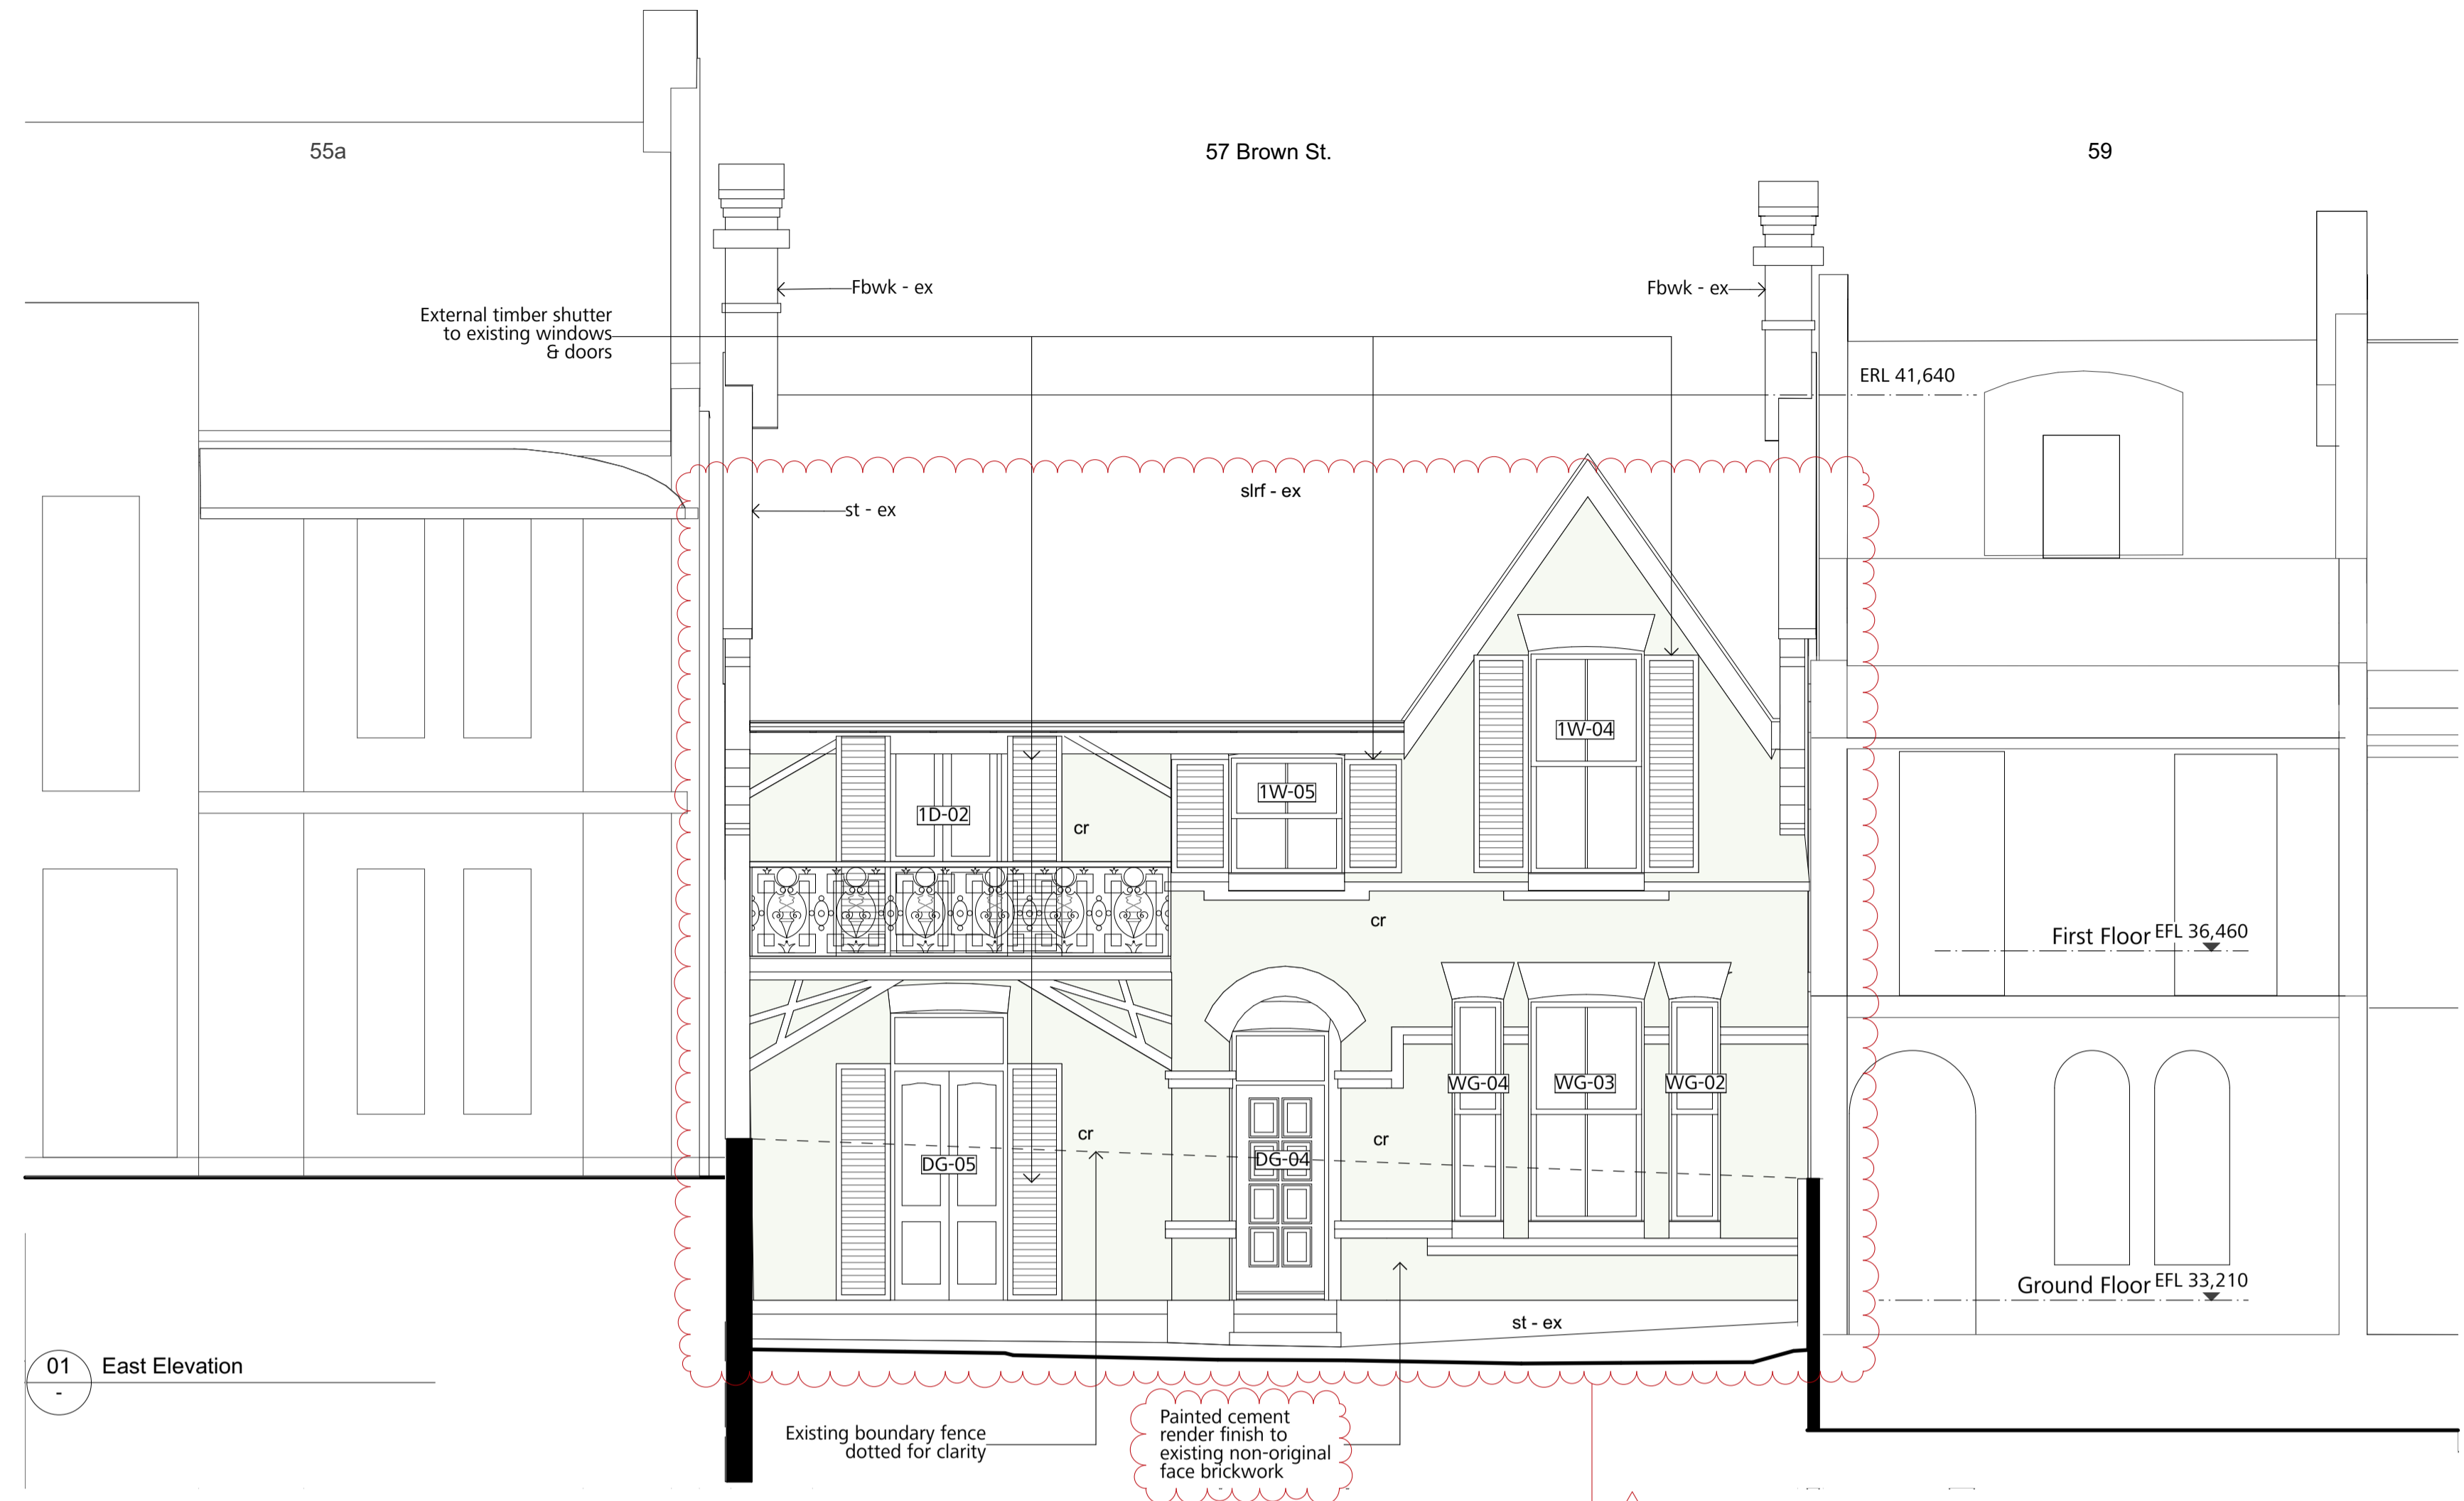 55a
57 Brown St.
59
Fbwk - ex
Fbwk - ex
External timber shutter
to existing windows
& doors
ERL 41,640
slrf - ex
st - ex
1W-04
1W-05
1D-02
cr
cr
First Floor EFL 36,460
WG-04
WG-03
WG-02
cr
cr
DG-05
DG-04
Ground Floor EFL 33,210
st - ex
01
-
East Elevation
Existing boundary fence
dotted for clarity
Painted cement
render finish to
existing non-original
face brickwork